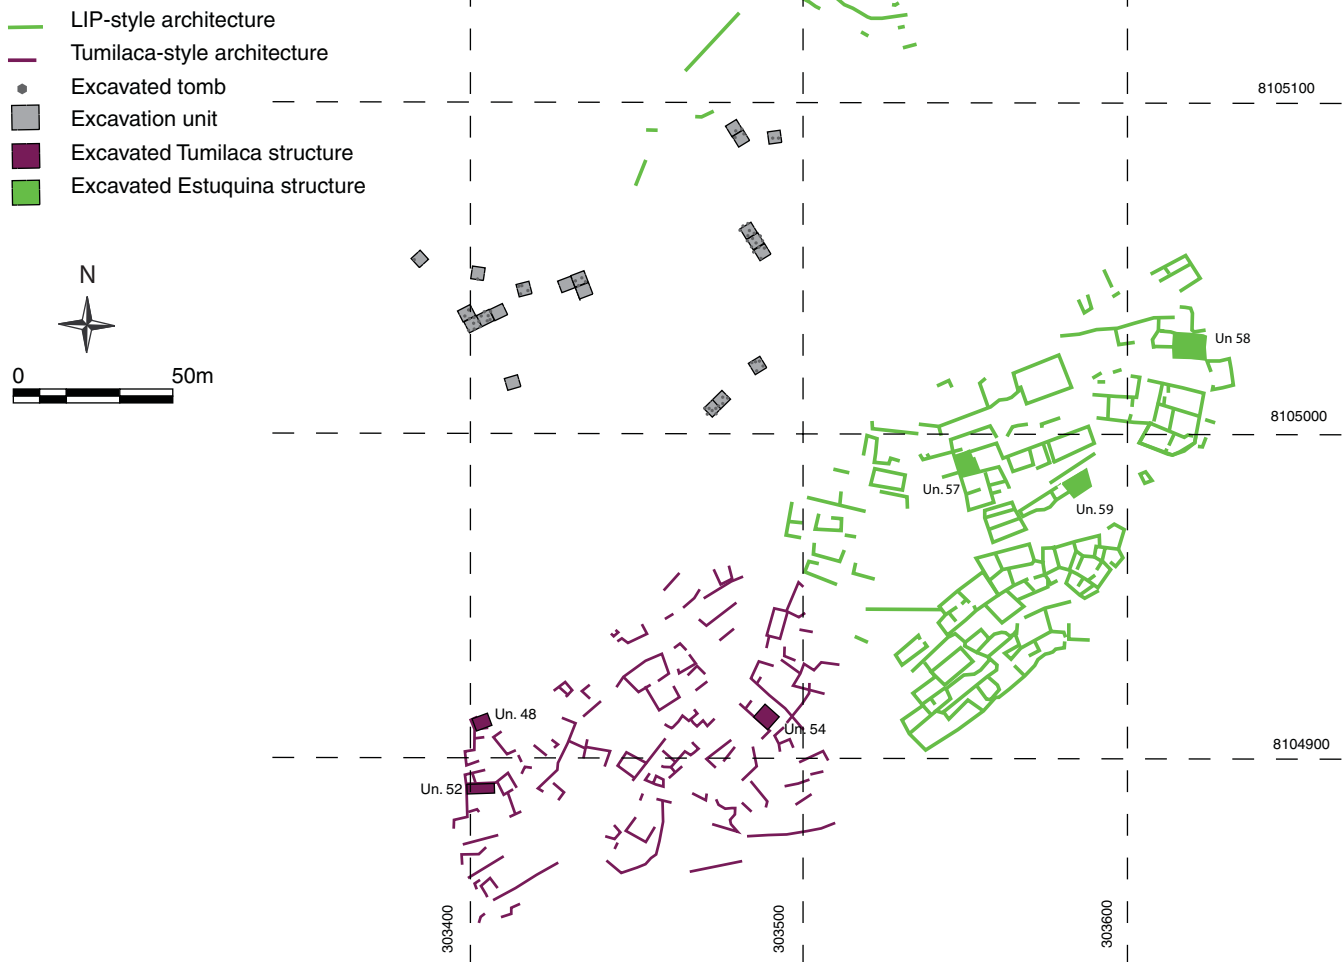 LIP-style architecture
Tumilaca-style architecture
Excavated tomb
Excavation unit
Excavated Tumilaca structure
Excavated Estuquina structure
N
0 50m
8105100
Un 58
8105000
Un. 57
Un. 59
Un. 48
Un. 54
8104900
Un. 52
303400
303500
303600